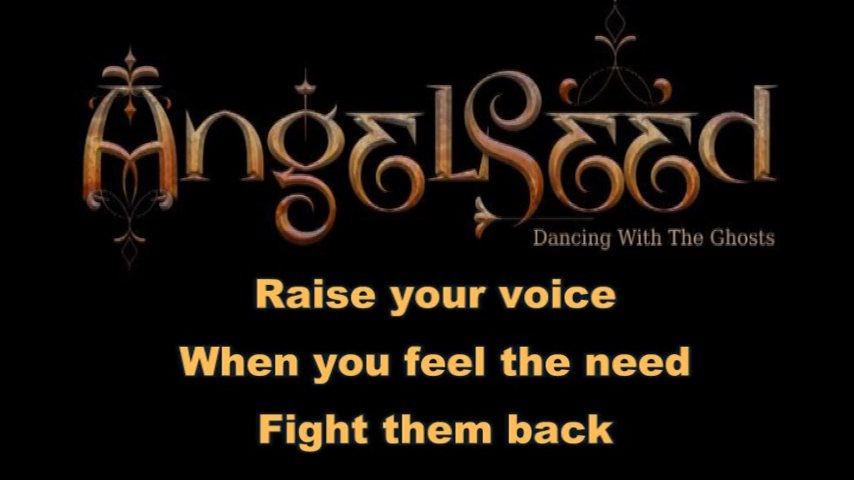 AngelSeed
Dancing With The Ghosts
Raise your voice
When you feel the need
Fight them back